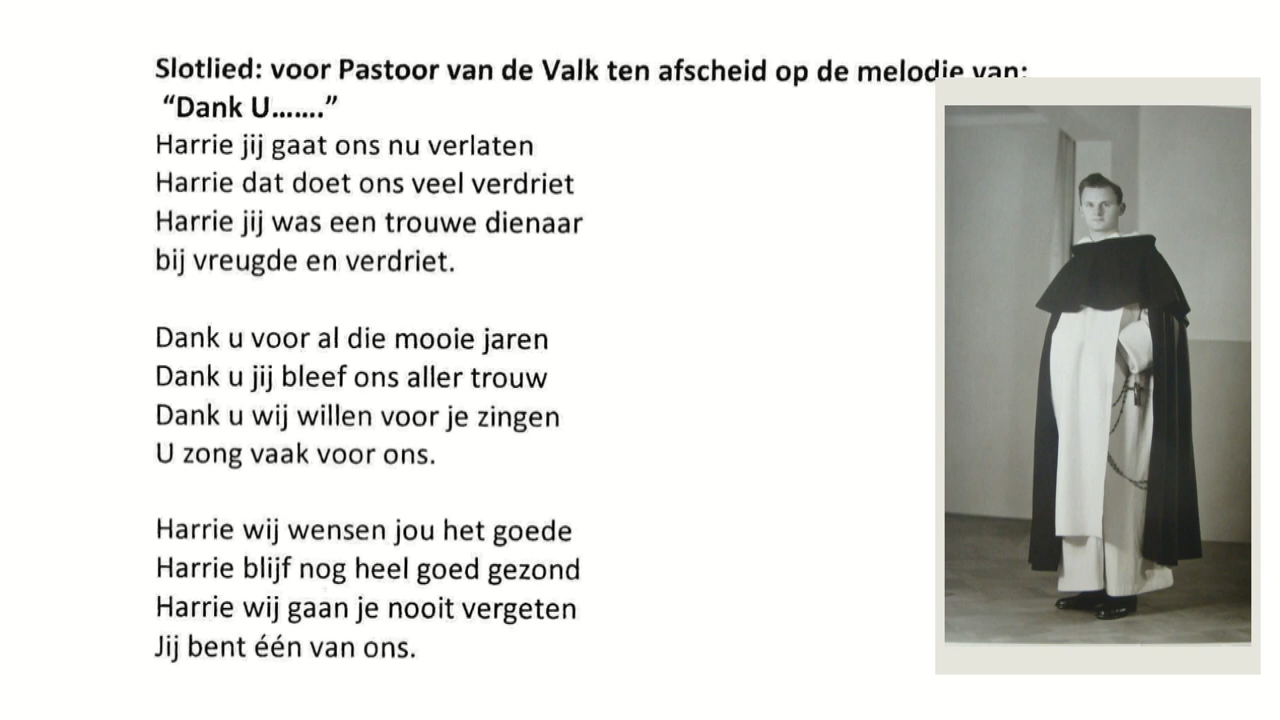 Slotlied: voor Pastoor van de Valk ten afscheid op de melodie van:
“Dank U…….”
Harrie jij gaat ons nu verlaten
Harrie dat doet ons veel verdriet
Harrie jij was een trouwe dienaar
bij vreugde en verdriet.
Dank u voor al die mooie jaren
Dank u jij bleef ons aller trouw
Dank u wij willen voor je zingen
U zong vaak voor ons.
Harrie wij wensen jou het goede
Harrie blijf nog heel goed gezond
Harrie wij gaan je nooit vergeten
Jij bent één van ons.